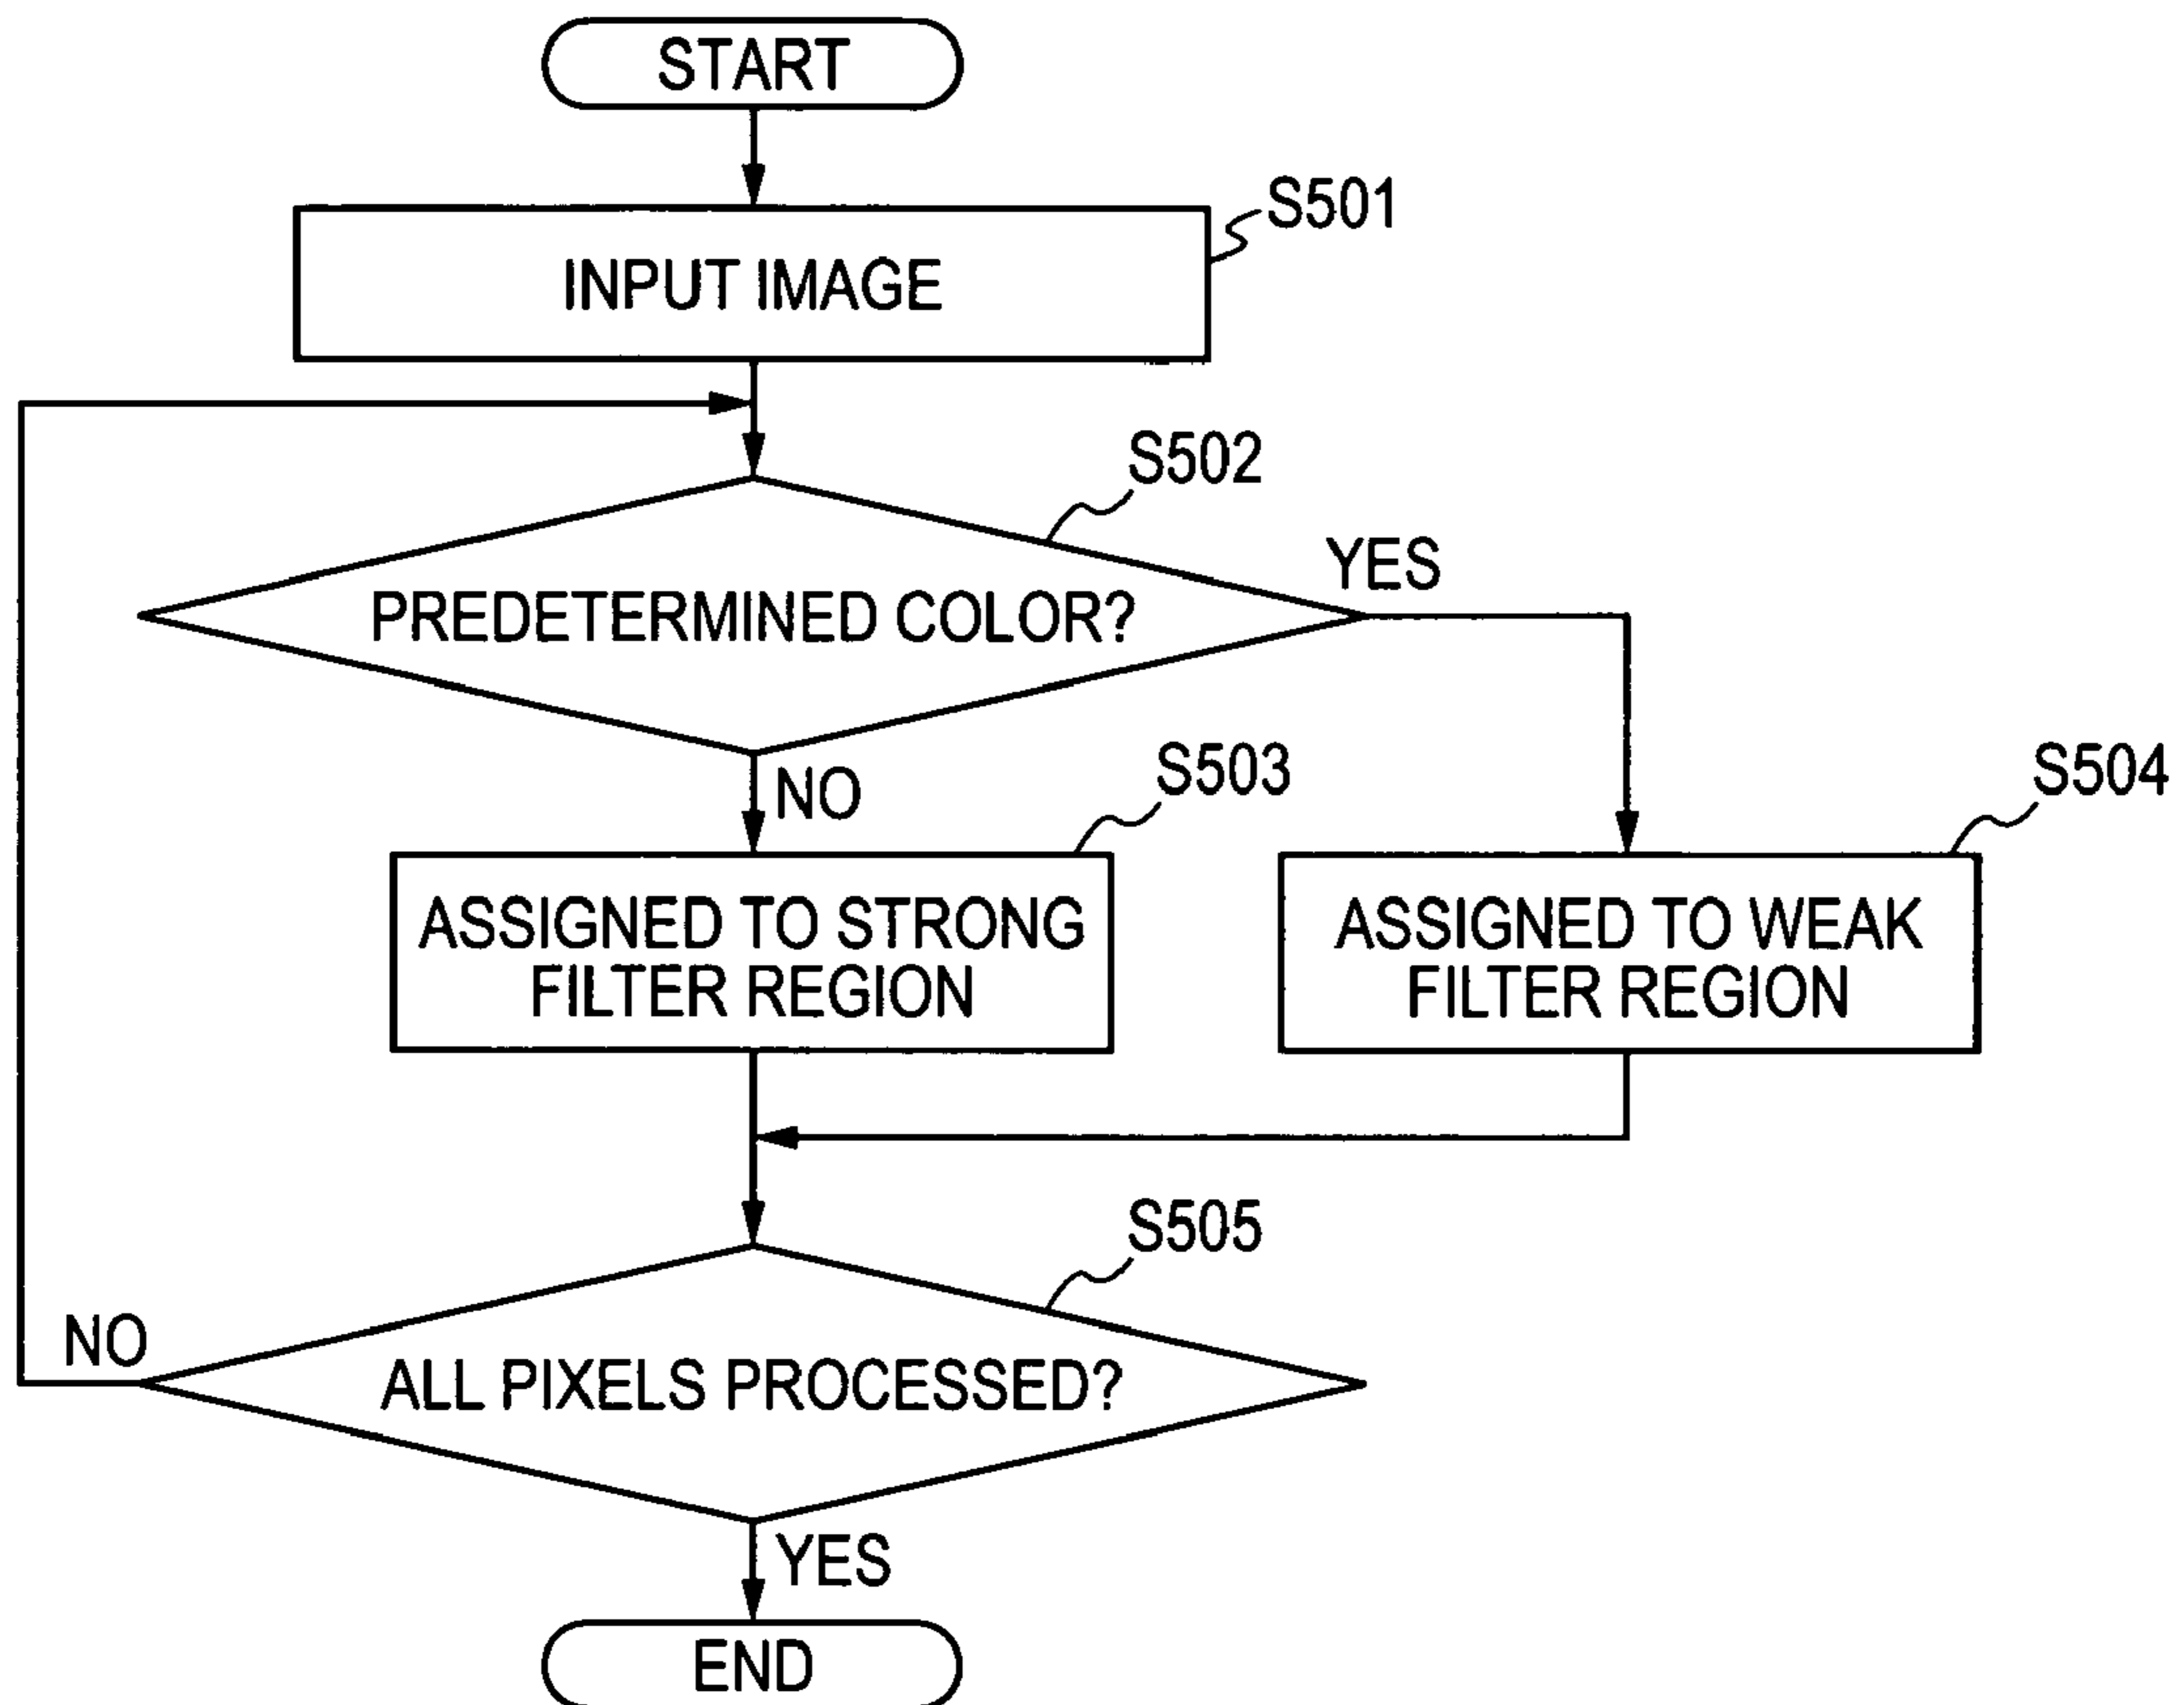 START
S501
INPUT IMAGE
S502
YES
PREDETERMINED COLOR?
NO
S503
S504
ASSIGNED TO STRONG
FILTER REGION
ASSIGNED TO WEAK
FILTER REGION
S505
NO
ALL PIXELS PROCESSED?
YES
END